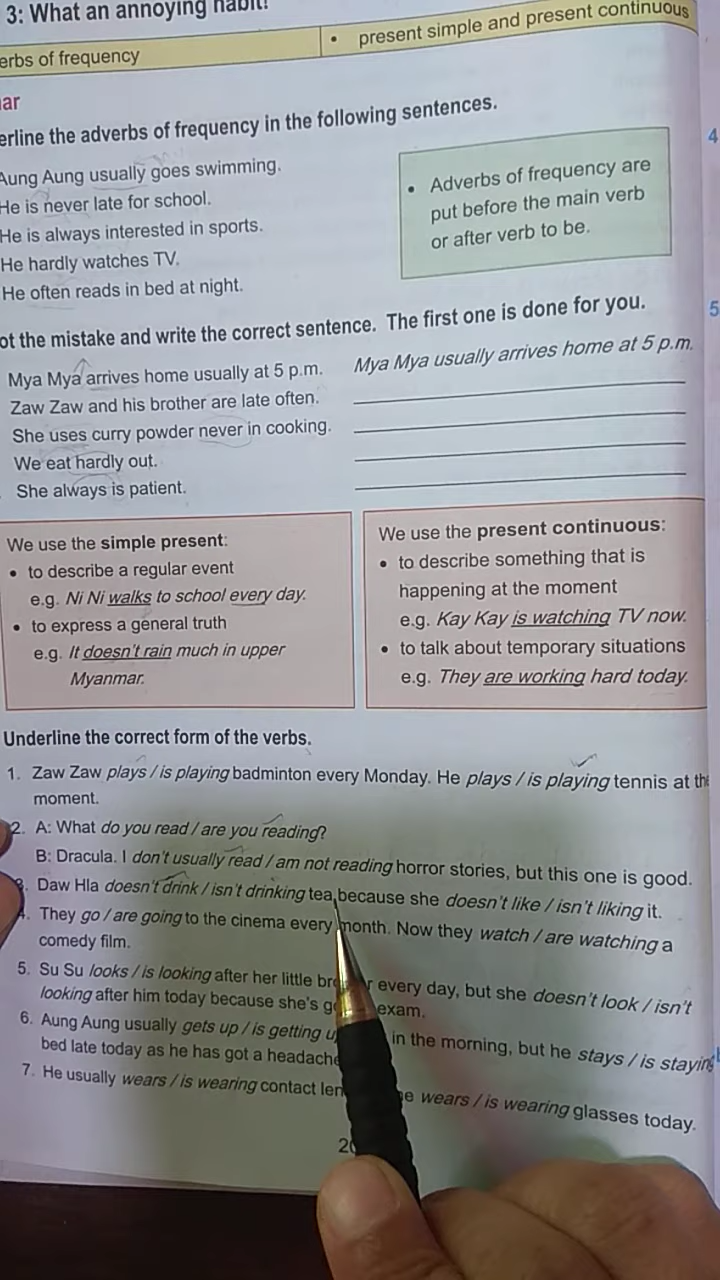 3: What an annoying habit!
erbs of frequency
• present simple and present continuous
ar
erline the adverbs of frequency in the following sentences.
Aung Aung usually goes swimming.
He is never late for school.
He is always interested in sports.
He hardly watches TV.
He often reads in bed at night.
• Adverbs of frequency are
put before the main verb
or after verb to be.
4
ot the mistake and write the correct sentence. The first one is done for you.
5
Mya Mya arrives home usually at 5 p.m. Mya Mya usually arrives home at 5 p.m.
Zaw Zaw and his brother are late often.
She uses curry powder never in cooking.
We eat hardly out.
She always is patient.
We use the simple present:
• to describe a regular event
e.g. Ni Ni walks to school every day.
• to express a general truth
e.g. It doesn't rain much in upper
Myanmar.
We use the present continuous:
• to describe something that is
happening at the moment
e.g. Kay Kay is watching TV now.
• to talk about temporary situations
e.g. They are working hard today.
Underline the correct form of the verbs.
1. Zaw Zaw plays / is playing badminton every Monday. He plays / is playing tennis at the
moment.
2. A: What do you read / are you reading?
B: Dracula. I don't usually read / am not reading horror stories, but this one is good.
3. Daw Hla doesn't drink / isn't drinking tea because she doesn't like / isn't liking it.
4. They go / are going to the cinema every month. Now they watch / are watching a
comedy film.
5. Su Su looks / is looking after her little every day, but she doesn't look / isn't
looking after him today because she's exam.
6. Aung Aung usually gets up / is getting in the morning, but he stays / is staying
bed late today as he has got a headache
7. He usually wears / is wearing contact wears / is wearing glasses today.